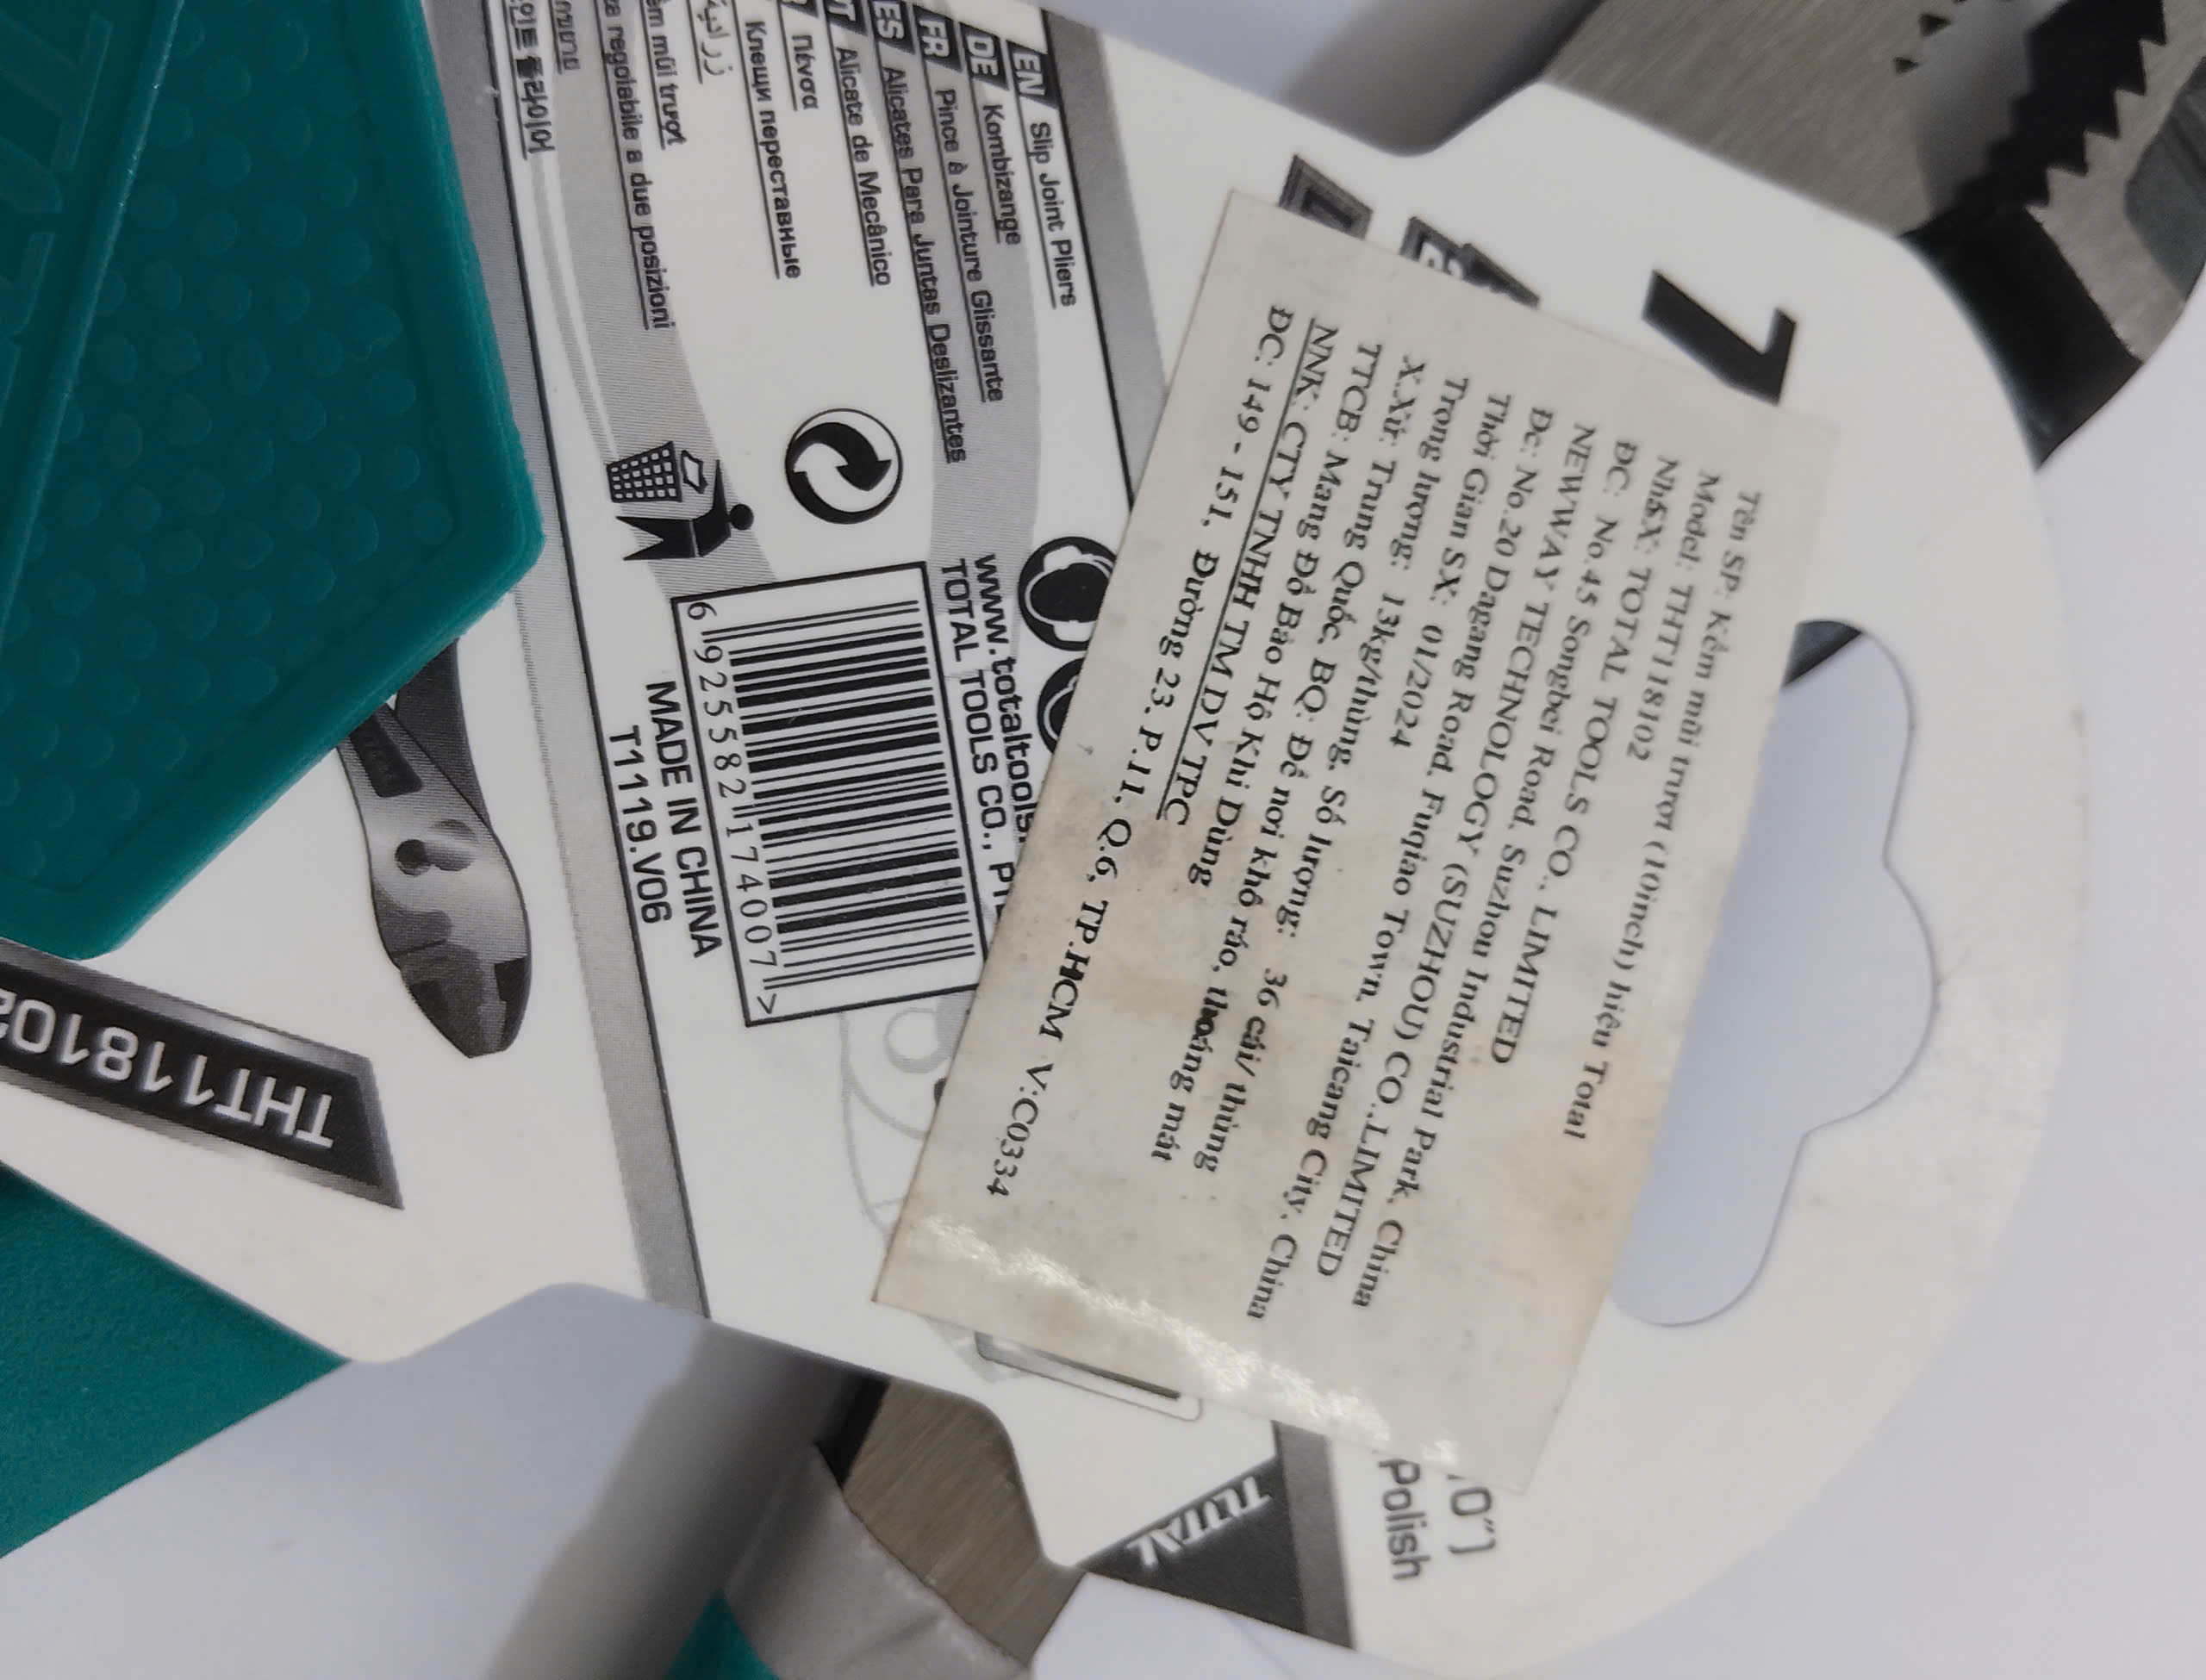 Tên SP: Kềm mũi trượt (10inch) hiệu Total
Model: THT118102
NhàSX: TOTAL TOOLS CO., LIMITED
ĐC: No.45 Songbei Road, Suzhou Industrial Park, China
NEWWAY TECHNOLOGY (SUZHOU) CO.,LIMITED
Đc: No.20 Dagang Road, Fuqiao Town, Taicang City, China
Thời Gian SX: 01/2024
Trọng lượng: 13kg/thùng, Số lượng: 36 cái/ thùng
X.Xứ: Trung Quốc, BQ: Để nơi khô ráo, thoáng mát
TTCB: Mang Đồ Bảo Hộ Khi Dùng
NNK: CTY TNHH TM DV TPC
ĐC: 149 - 151, Đường 23, P.11, Q.6, TP.HCM V:C0334
0")
Polish
TOTAL
EN Slip Joint Pliers
DE Kombizange
FR Pince à Jointure Glissante
ES Alicates Para Juntas Deslizantes
Alicate de Mecânico
Πένσα
Клещи переставные
زرادية
mũi trượt
regolabile a due posizioni
플라이어
www.totaltools
TOTAL TOOLS CO.,
6 925582 174007 >
MADE IN CHINA
T1119.V06
THT118102